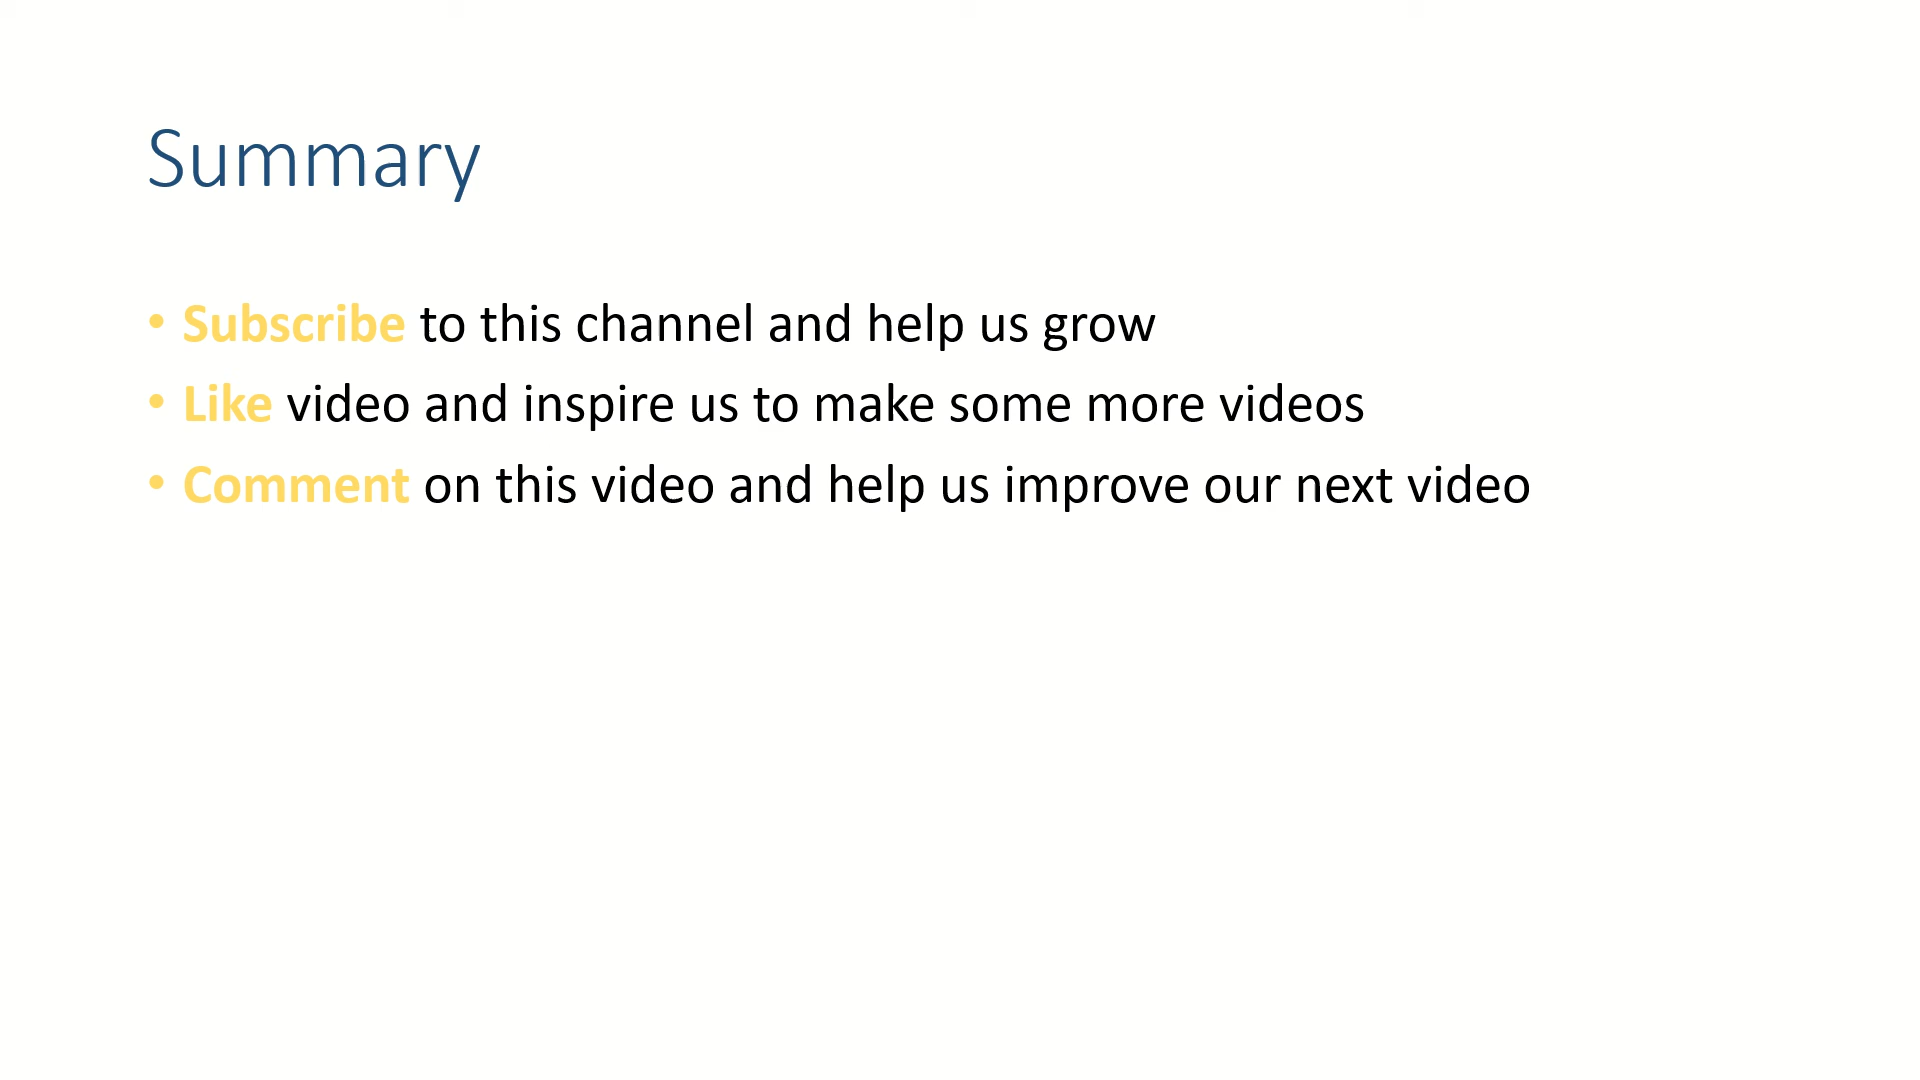 Summary
• Subscribe to this channel and help us grow
• Like video and inspire us to make some more videos
• Comment on this video and help us improve our next video